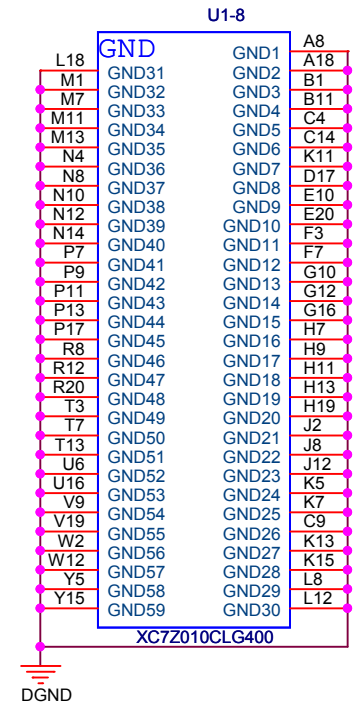 U1-8
GND GND1 A8
L18 GND31 GND2 A18
M1 GND32 GND3 B1
M7 GND33 GND4 B11
M11 GND34 GND5 C4
M13 GND35 GND6 C14
N4 GND36 GND7 K11
N8 GND37 GND8 D17
N10 GND38 GND9 E10
N12 GND39 GND10 E20
N14 GND40 GND11 F3
P7 GND41 GND12 F7
P9 GND42 GND13 G10
P11 GND43 GND14 G12
P13 GND44 GND15 G16
P17 GND45 GND16 H7
R8 GND46 GND17 H9
R12 GND47 GND18 H11
R20 GND48 GND19 H13
T3 GND49 GND20 H19
T7 GND50 GND21 J2
T13 GND51 GND22 J8
U6 GND52 GND23 J12
U16 GND53 GND24 K5
V9 GND54 GND25 K7
V19 GND55 GND26 C9
W2 GND56 GND27 K13
W12 GND57 GND28 K15
Y5 GND58 GND29 L8
Y15 GND59 GND30 L12
XC7Z010CLG400
DGND